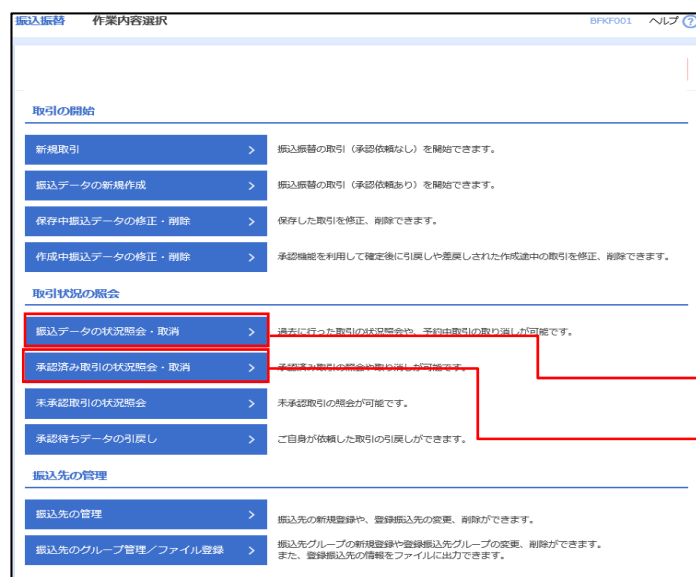 振込振替 作業内容選択 BFKF001 ヘルプ ?
取引の開始
新規取引 > 振込振替の取引（承認依頼なし）を開始できます。
振込データの新規作成 > 振込振替の取引（承認依頼あり）を開始できます。
保存中振込データの修正・削除 > 保存した取引を修正、削除できます。
作成中振込データの修正・削除 > 承認機能を利用して確定後に引戻しや差戻しされた作成途中の取引を修正、削除できます。
取引状況の照会
振込データの状況照会・取消 > 過去に行った取引の状況照会や、予約中取引の取り消しが可能です。
承認済み取引の状況照会・取消 > 承認済み取引の照会や取り消しが可能です。
未承認取引の状況照会 > 未承認取引の照会が可能です。
承認待ちデータの引戻し > ご自身が依頼した取引の引戻しができます。
振込先の管理
振込先の管理 > 振込先の新規登録や、登録振込先の変更、削除ができます。
振込先のグループ管理／ファイル登録 > 振込先グループの新規登録や登録振込先グループの変更、削除ができます。
また、登録振込先の情報をファイルに出力できます。